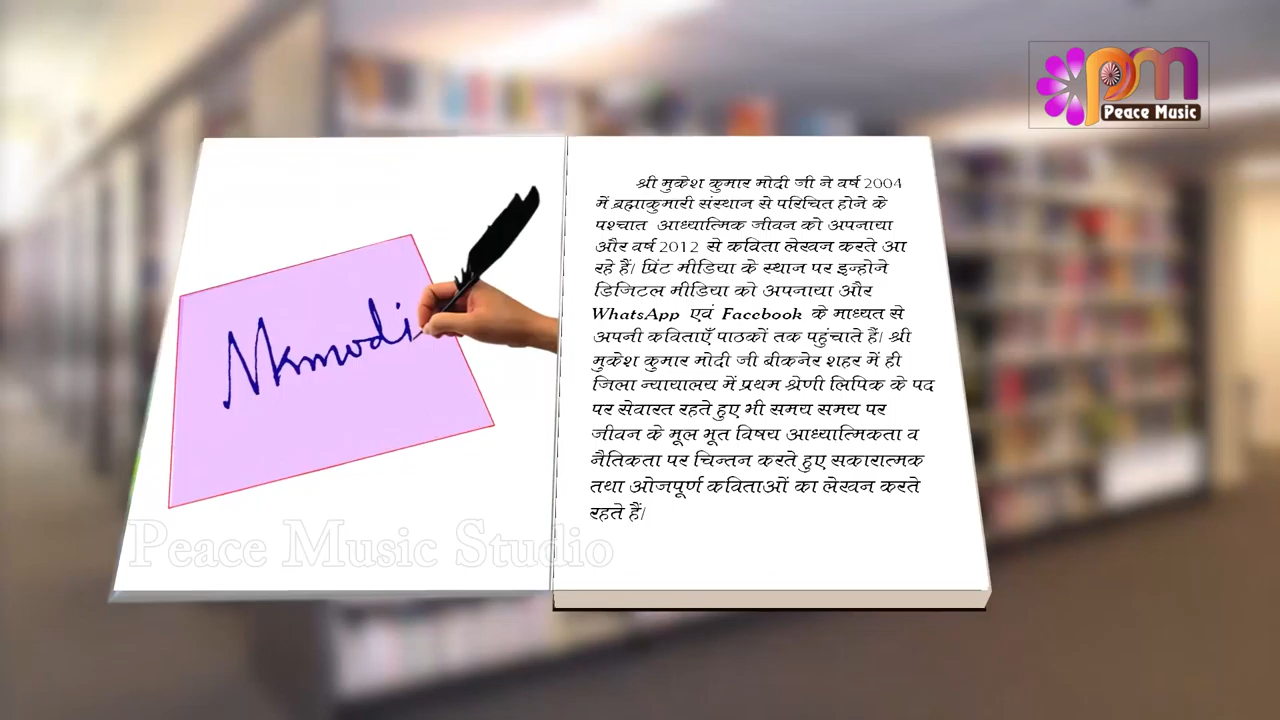 pm
Peace Music
Nkmodi
श्री मुकेश कुमार मोदी जी ने वर्ष 2004
में ब्रह्माकुमारी संस्थान से परिचित होने के
पश्चात आध्यात्मिक जीवन को अपनाया
और वर्ष 2012 से कविता लेखन करते आ
रहे हैं। प्रिंट मीडिया के स्थान पर इन्होने
डिजिटल मीडिया को अपनाया और
WhatsApp एवं Facebook के माध्यत से
अपनी कविताएँ पाठकों तक पहुंचाते हैं। श्री
मुकेश कुमार मोदी जी बीकनेर शहर में ही
जिला न्यायालय में प्रथम श्रेणी लिपिक के पद
पर सेवारत रहते हुए भी समय समय पर
जीवन के मूल भूत विषय आध्यात्मिकता व
नैतिकता पर चिन्तन करते हुए सकारात्मक
तथा ओजपूर्ण कविताओं का लेखन करते
रहते हैं।
Peace Music Studio